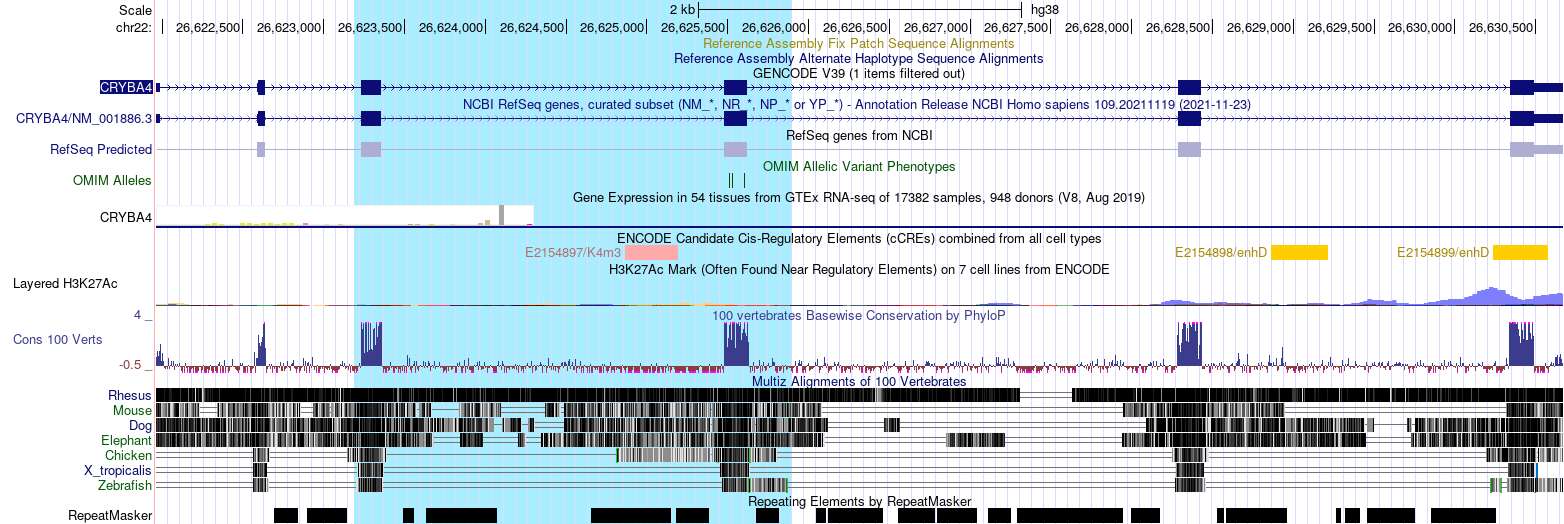 Scale 2 kb hg38
chr22: 26,622,500 26,623,000 26,623,500 26,624,000 26,624,500 26,625,000 26,625,500 26,626,000 26,626,500 26,627,000 26,627,500 26,628,000 26,628,500 26,629,000 26,629,500 26,630,000 26,630,500
Reference Assembly Fix Patch Sequence Alignments
Reference Assembly Alternate Haplotype Sequence Alignments
GENCODE V39 (1 items filtered out)
CRYBA4
NCBI RefSeq genes, curated subset (NM_*, NR_*, NP_* or YP_*) - Annotation Release NCBI Homo sapiens 109.20211119 (2021-11-23)
CRYBA4/NM_001886.3
RefSeq genes from NCBI
RefSeq Predicted
OMIM Allelic Variant Phenotypes
OMIM Alleles
Gene Expression in 54 tissues from GTEx RNA-seq of 17382 samples, 948 donors (V8, Aug 2019)
CRYBA4
ENCODE Candidate Cis-Regulatory Elements (cCREs) combined from all cell types
E2154897/K4m3 E2154898/enhD E2154899/enhD
H3K27Ac Mark (Often Found Near Regulatory Elements) on 7 cell lines from ENCODE
Layered H3K27Ac
100 vertebrates Basewise Conservation by PhyloP
4 _
Cons 100 Verts
-0.5 _
Multiz Alignments of 100 Vertebrates
Rhesus
Mouse
Dog
Elephant
Chicken
X_tropicalis
Zebrafish
Repeating Elements by RepeatMasker
RepeatMasker